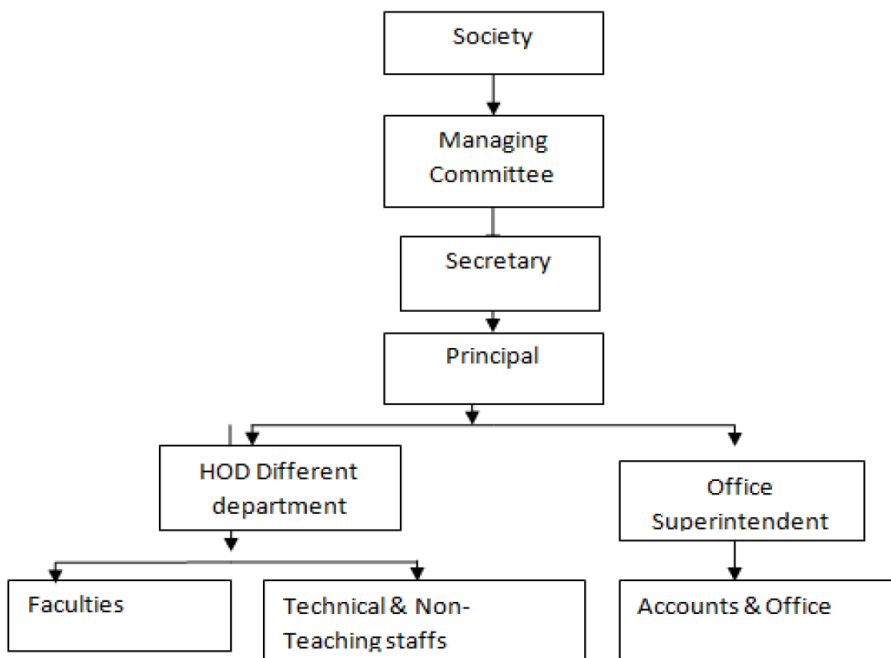 Society
Managing
Committee
Secretary
Principal
HOD Different
department
Office
Superintendent
Faculties
Technical & Non-
Teaching staffs
Accounts & Office